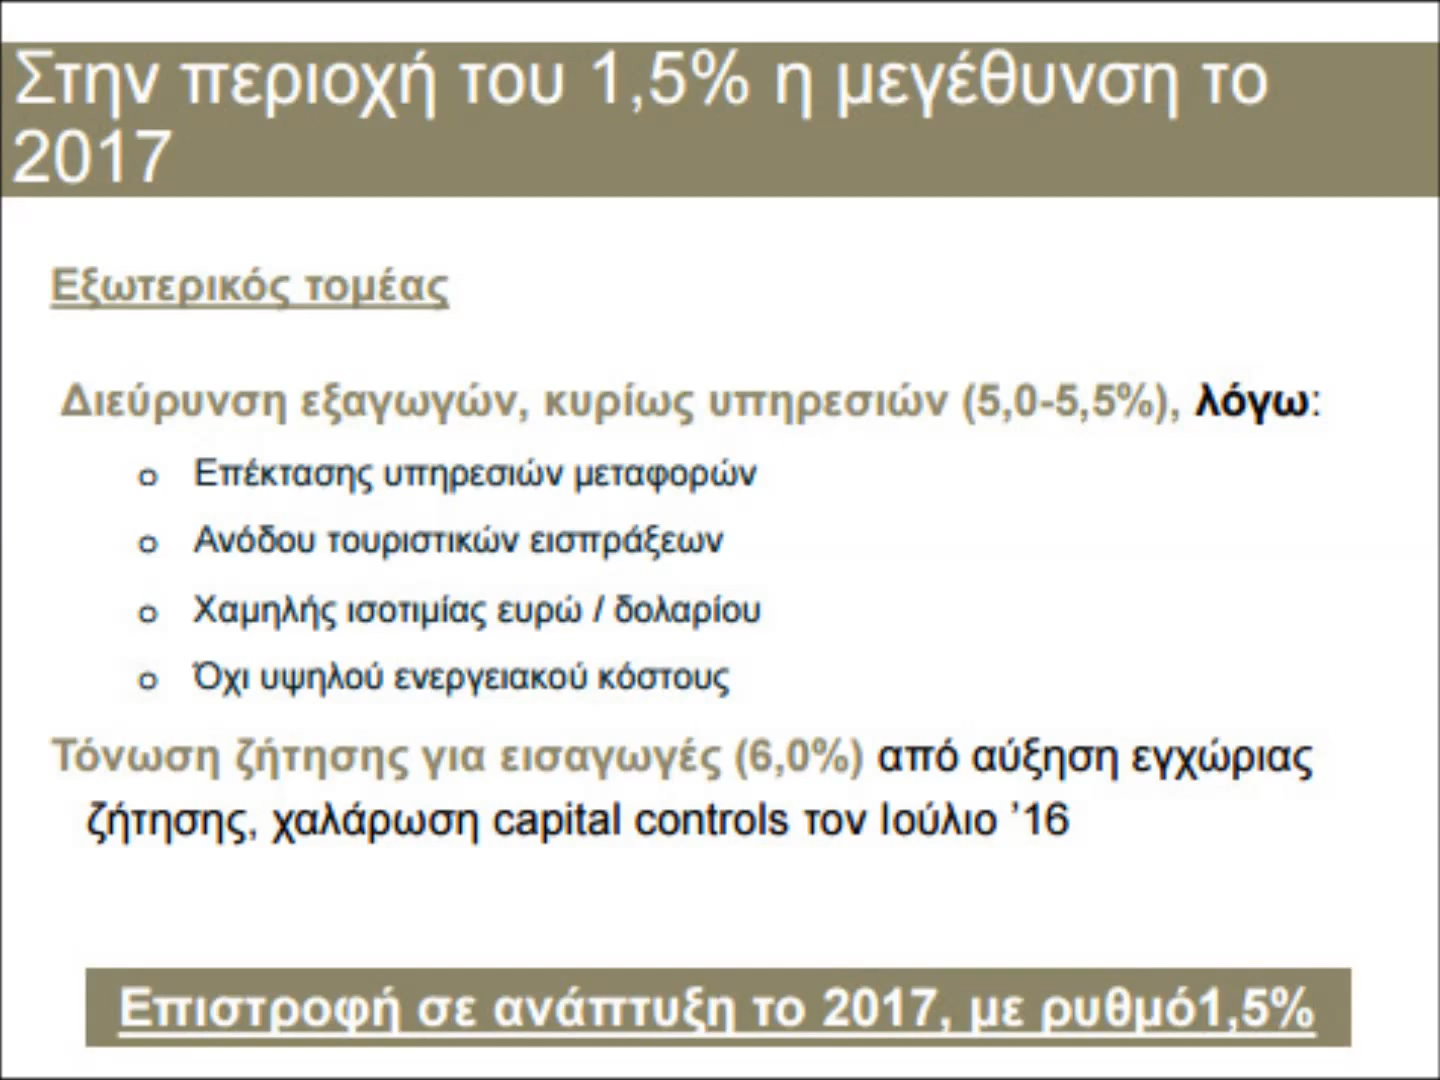 Στην περιοχή του 1,5% η μεγέθυνση το
2017
Εξωτερικός τομέας
Διεύρυνση εξαγωγών, κυρίως υπηρεσιών (5,0-5,5%), λόγω:
o Επέκτασης υπηρεσιών μεταφορών
o Ανόδου τουριστικών εισπράξεων
o Χαμηλής ισοτιμίας ευρώ / δολαρίου
o Όχι υψηλού ενεργειακού κόστους
Τόνωση ζήτησης για εισαγωγές (6,0%) από αύξηση εγχώριας
ζήτησης, χαλάρωση capital controls τον Ιούλιο ’16
Επιστροφή σε ανάπτυξη το 2017, με ρυθμό1,5%